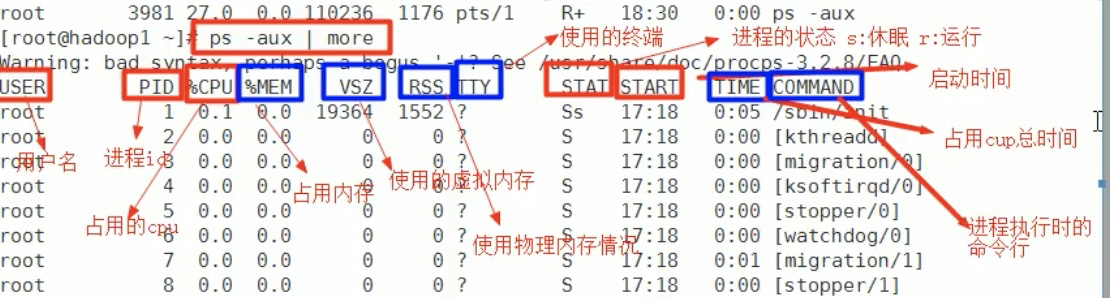 root 3981 27.0 0.0 110236 1176 pts/1 R+ 18:30 0:00 ps -aux
[root@hadoop1 ~]# ps -aux | more
使用的终端 进程的状态 s:休眠 r:运行
Warning: bad syntax, perhaps a bogus '-'? See /usr/share/doc/procps-3.2.8/FAQ
启动时间
USER PID %CPU %MEM VSZ RSS TTY STAT START TIME COMMAND
root 1 0.1 0.0 19364 1552 ? Ss 17:18 0:05 /sbin/init
root 2 0.0 0.0 0 0 ? S 17:18 0:00 [kthreadd]
占用cup总时间
root 3 0.0 0.0 0 0 ? S 17:18 0:00 [migration/0]
用户名 进程id
root 4 0.0 0.0 0 0 ? S 17:18 0:00 [ksoftirqd/0]
占用内存 使用的虚拟内存
root 5 0.0 0.0 0 0 ? S 17:18 0:00 [stopper/0]
占用的cpu
root 6 0.0 0.0 0 0 ? S 17:18 0:00 [watchdog/0]
使用物理内存情况
进程执行时的
命令行
root 7 0.0 0.0 0 0 ? S 17:18 0:01 [migration/1]
root 8 0.0 0.0 0 0 ? S 17:18 0:00 [stopper/1]